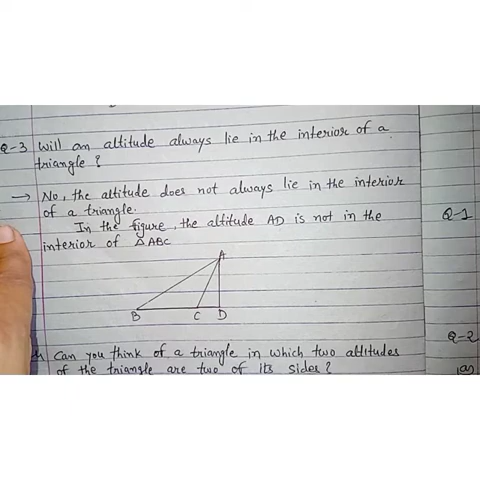 Q-3 Will an altitude always lie in the interior of a
triangle?
→ No, the altitude does not always lie in the interior
of a triangle.
In the figure, the altitude AD is not in the
interior of △ABC
A
B C D
Can you think of a triangle in which two altitudes
of the triangle are two of its sides?
Q-1
Q-2
(a)